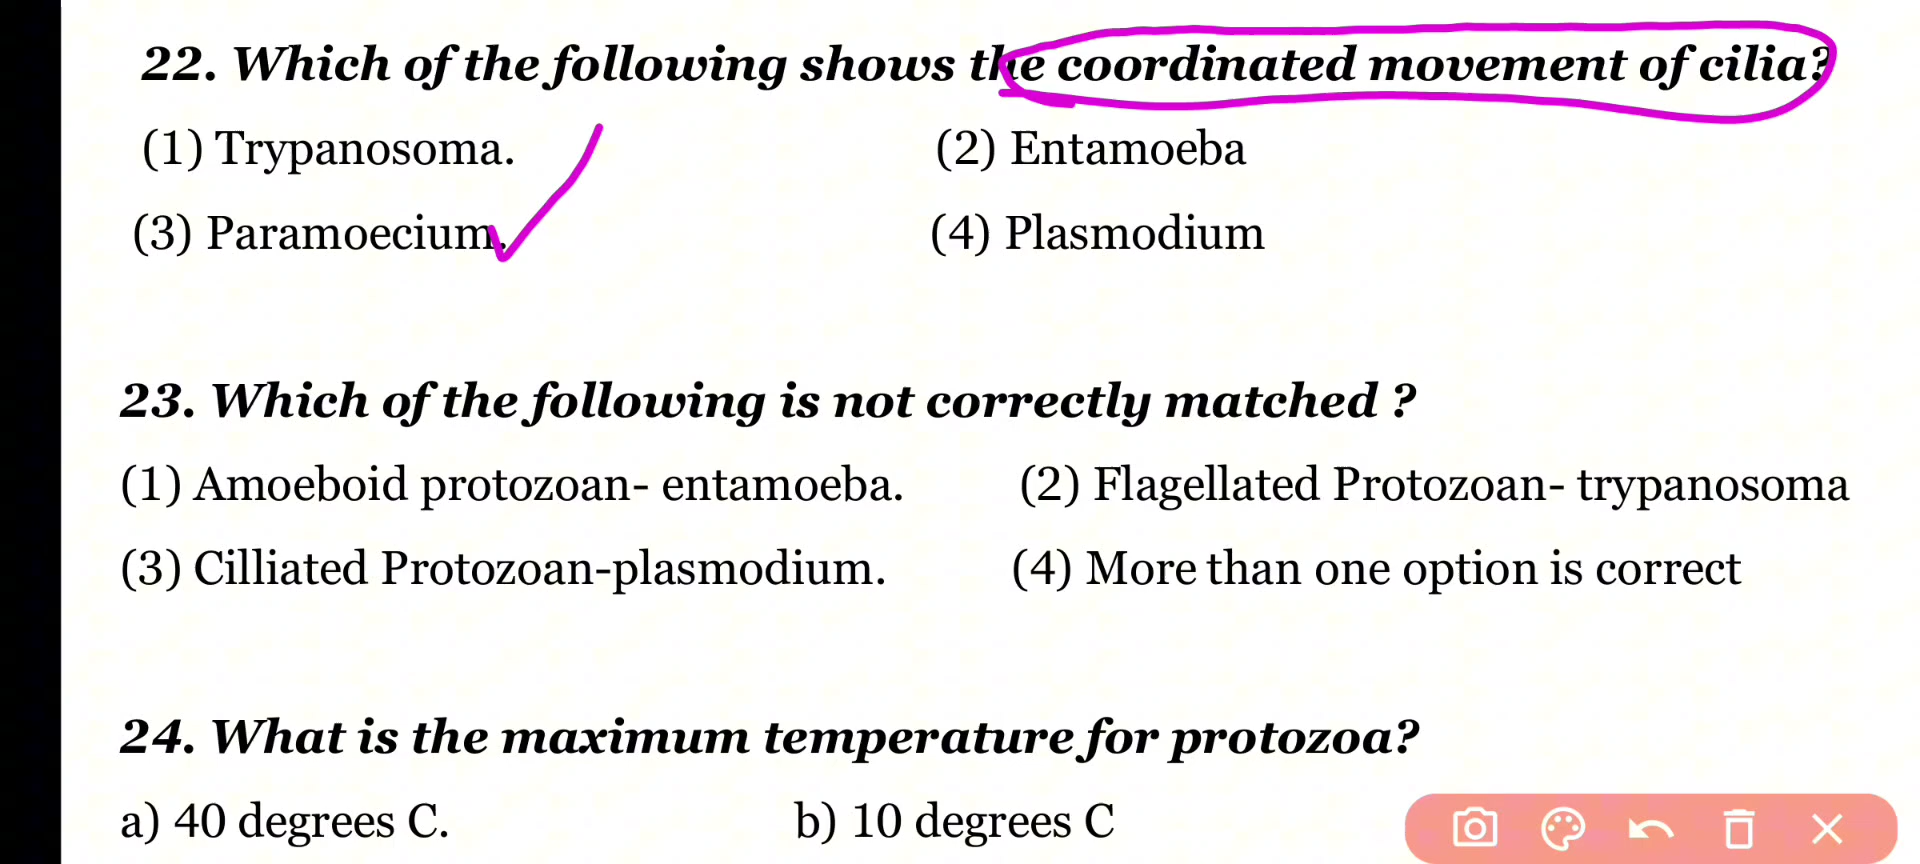 22. Which of the following shows the coordinated movement of cilia?
(1) Trypanosoma. (2) Entamoeba
(3) Paramoecium. (4) Plasmodium
23. Which of the following is not correctly matched ?
(1) Amoeboid protozoan- entamoeba. (2) Flagellated Protozoan- trypanosoma
(3) Cilliated Protozoan-plasmodium. (4) More than one option is correct
24. What is the maximum temperature for protozoa?
a) 40 degrees C. b) 10 degrees C